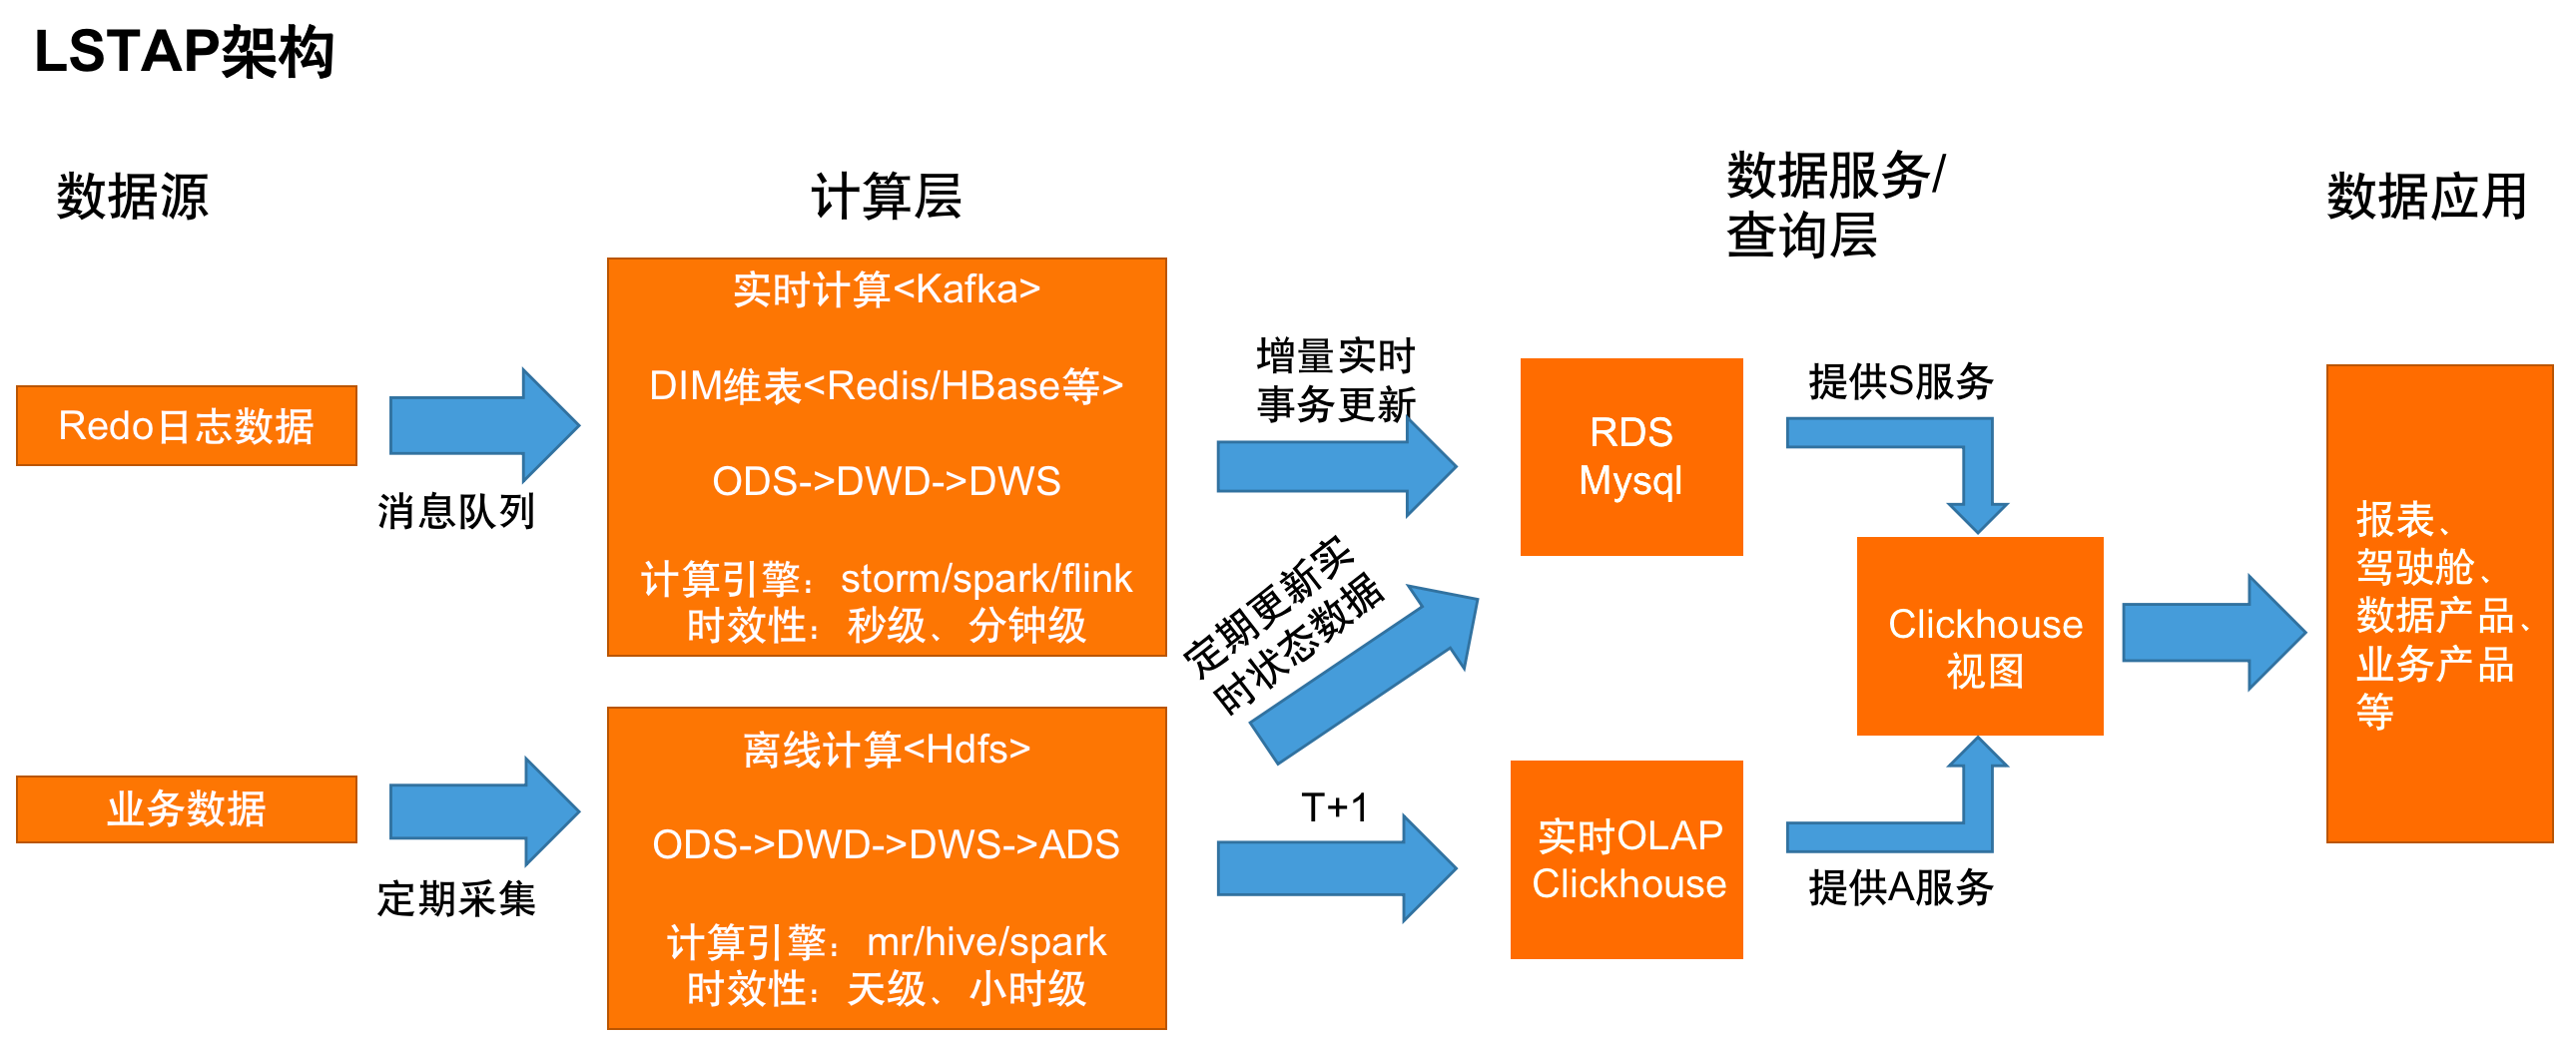 LSTAP架构
数据源
计算层
数据服务/
查询层
数据应用
Redo日志数据
消息队列
业务数据
定期采集
实时计算<Kafka>
DIM维表<Redis/HBase等>
ODS->DWD->DWS
计算引擎：storm/spark/flink
时效性：秒级、分钟级
离线计算<Hdfs>
ODS->DWD->DWS->ADS
计算引擎：mr/hive/spark
时效性：天级、小时级
增量实时
事务更新
定期更新实
时状态数据
T+1
RDS
Mysql
实时OLAP
Clickhouse
提供S服务
Clickhouse
视图
提供A服务
报表、
驾驶舱、
数据产品、
业务产品
等